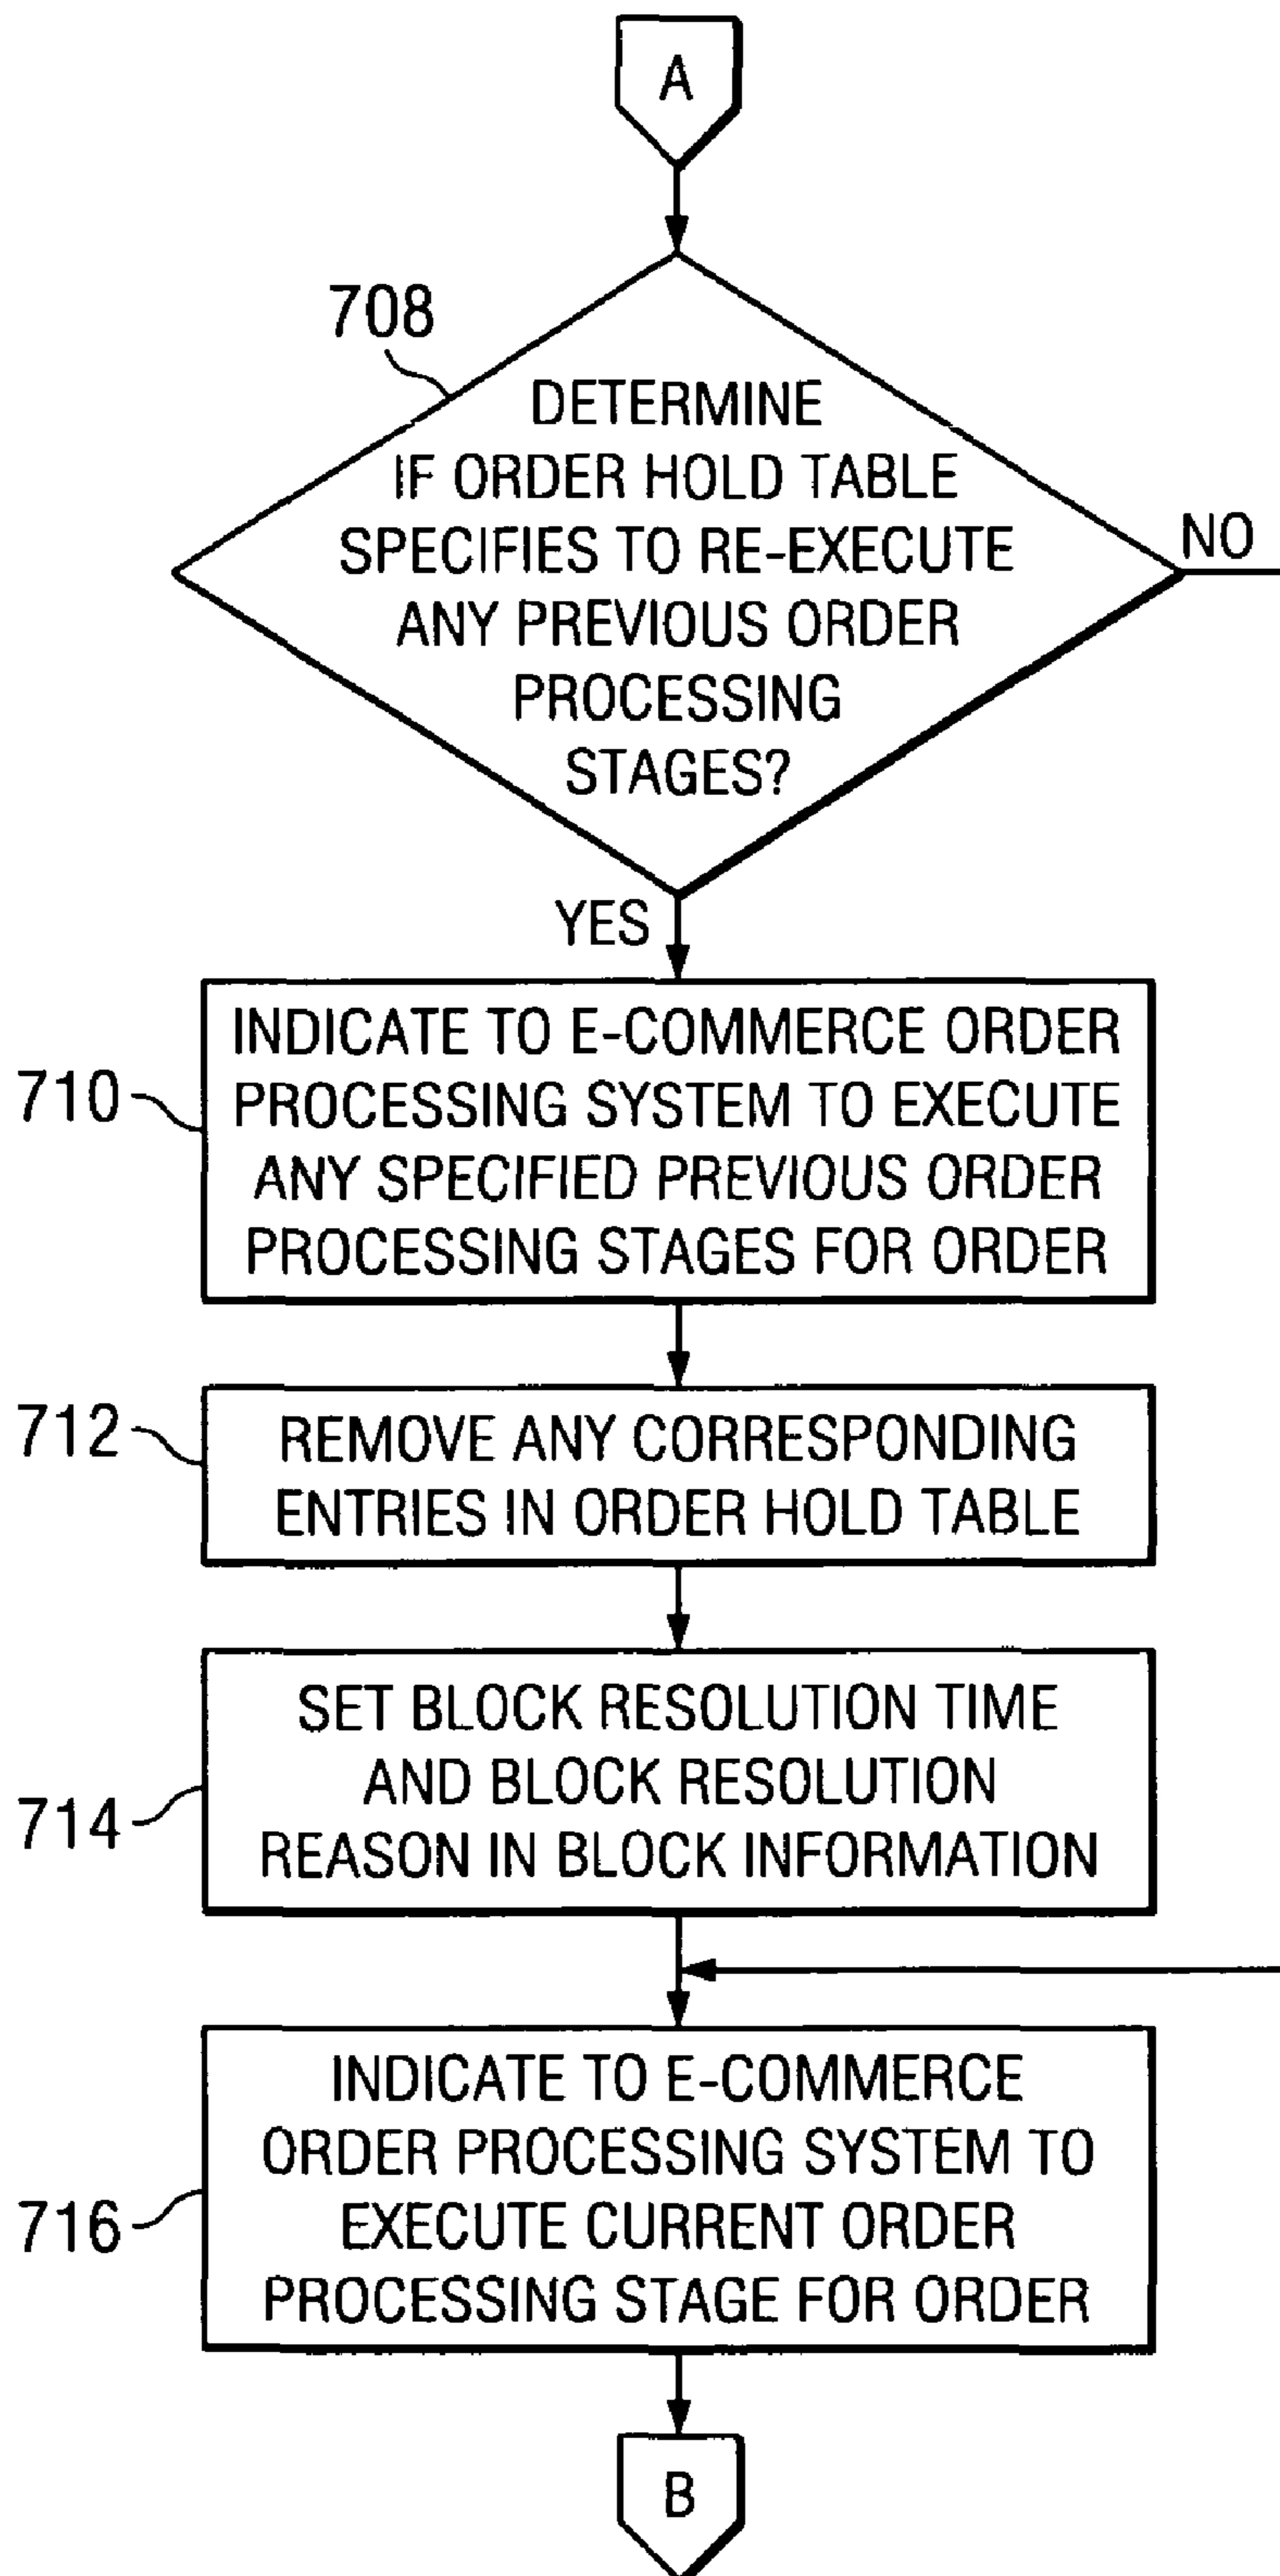 A
708
DETERMINE
IF ORDER HOLD TABLE
SPECIFIES TO RE-EXECUTE
ANY PREVIOUS ORDER
PROCESSING
STAGES?
NO
YES
710
INDICATE TO E-COMMERCE ORDER
PROCESSING SYSTEM TO EXECUTE
ANY SPECIFIED PREVIOUS ORDER
PROCESSING STAGES FOR ORDER
712
REMOVE ANY CORRESPONDING
ENTRIES IN ORDER HOLD TABLE
714
SET BLOCK RESOLUTION TIME
AND BLOCK RESOLUTION
REASON IN BLOCK INFORMATION
716
INDICATE TO E-COMMERCE
ORDER PROCESSING SYSTEM TO
EXECUTE CURRENT ORDER
PROCESSING STAGE FOR ORDER
B